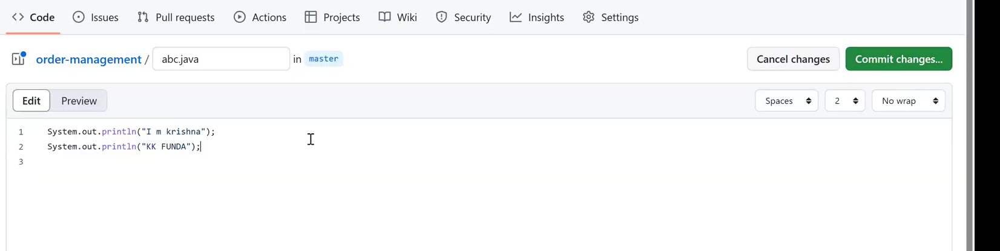 Code Issues Pull requests Actions Projects Wiki Security Insights Settings
order-management / abc.java in master Cancel changes Commit changes...
Edit Preview Spaces 2 No wrap
1 System.out.println("I m krishna");
2 System.out.println("KK FUNDA");
3